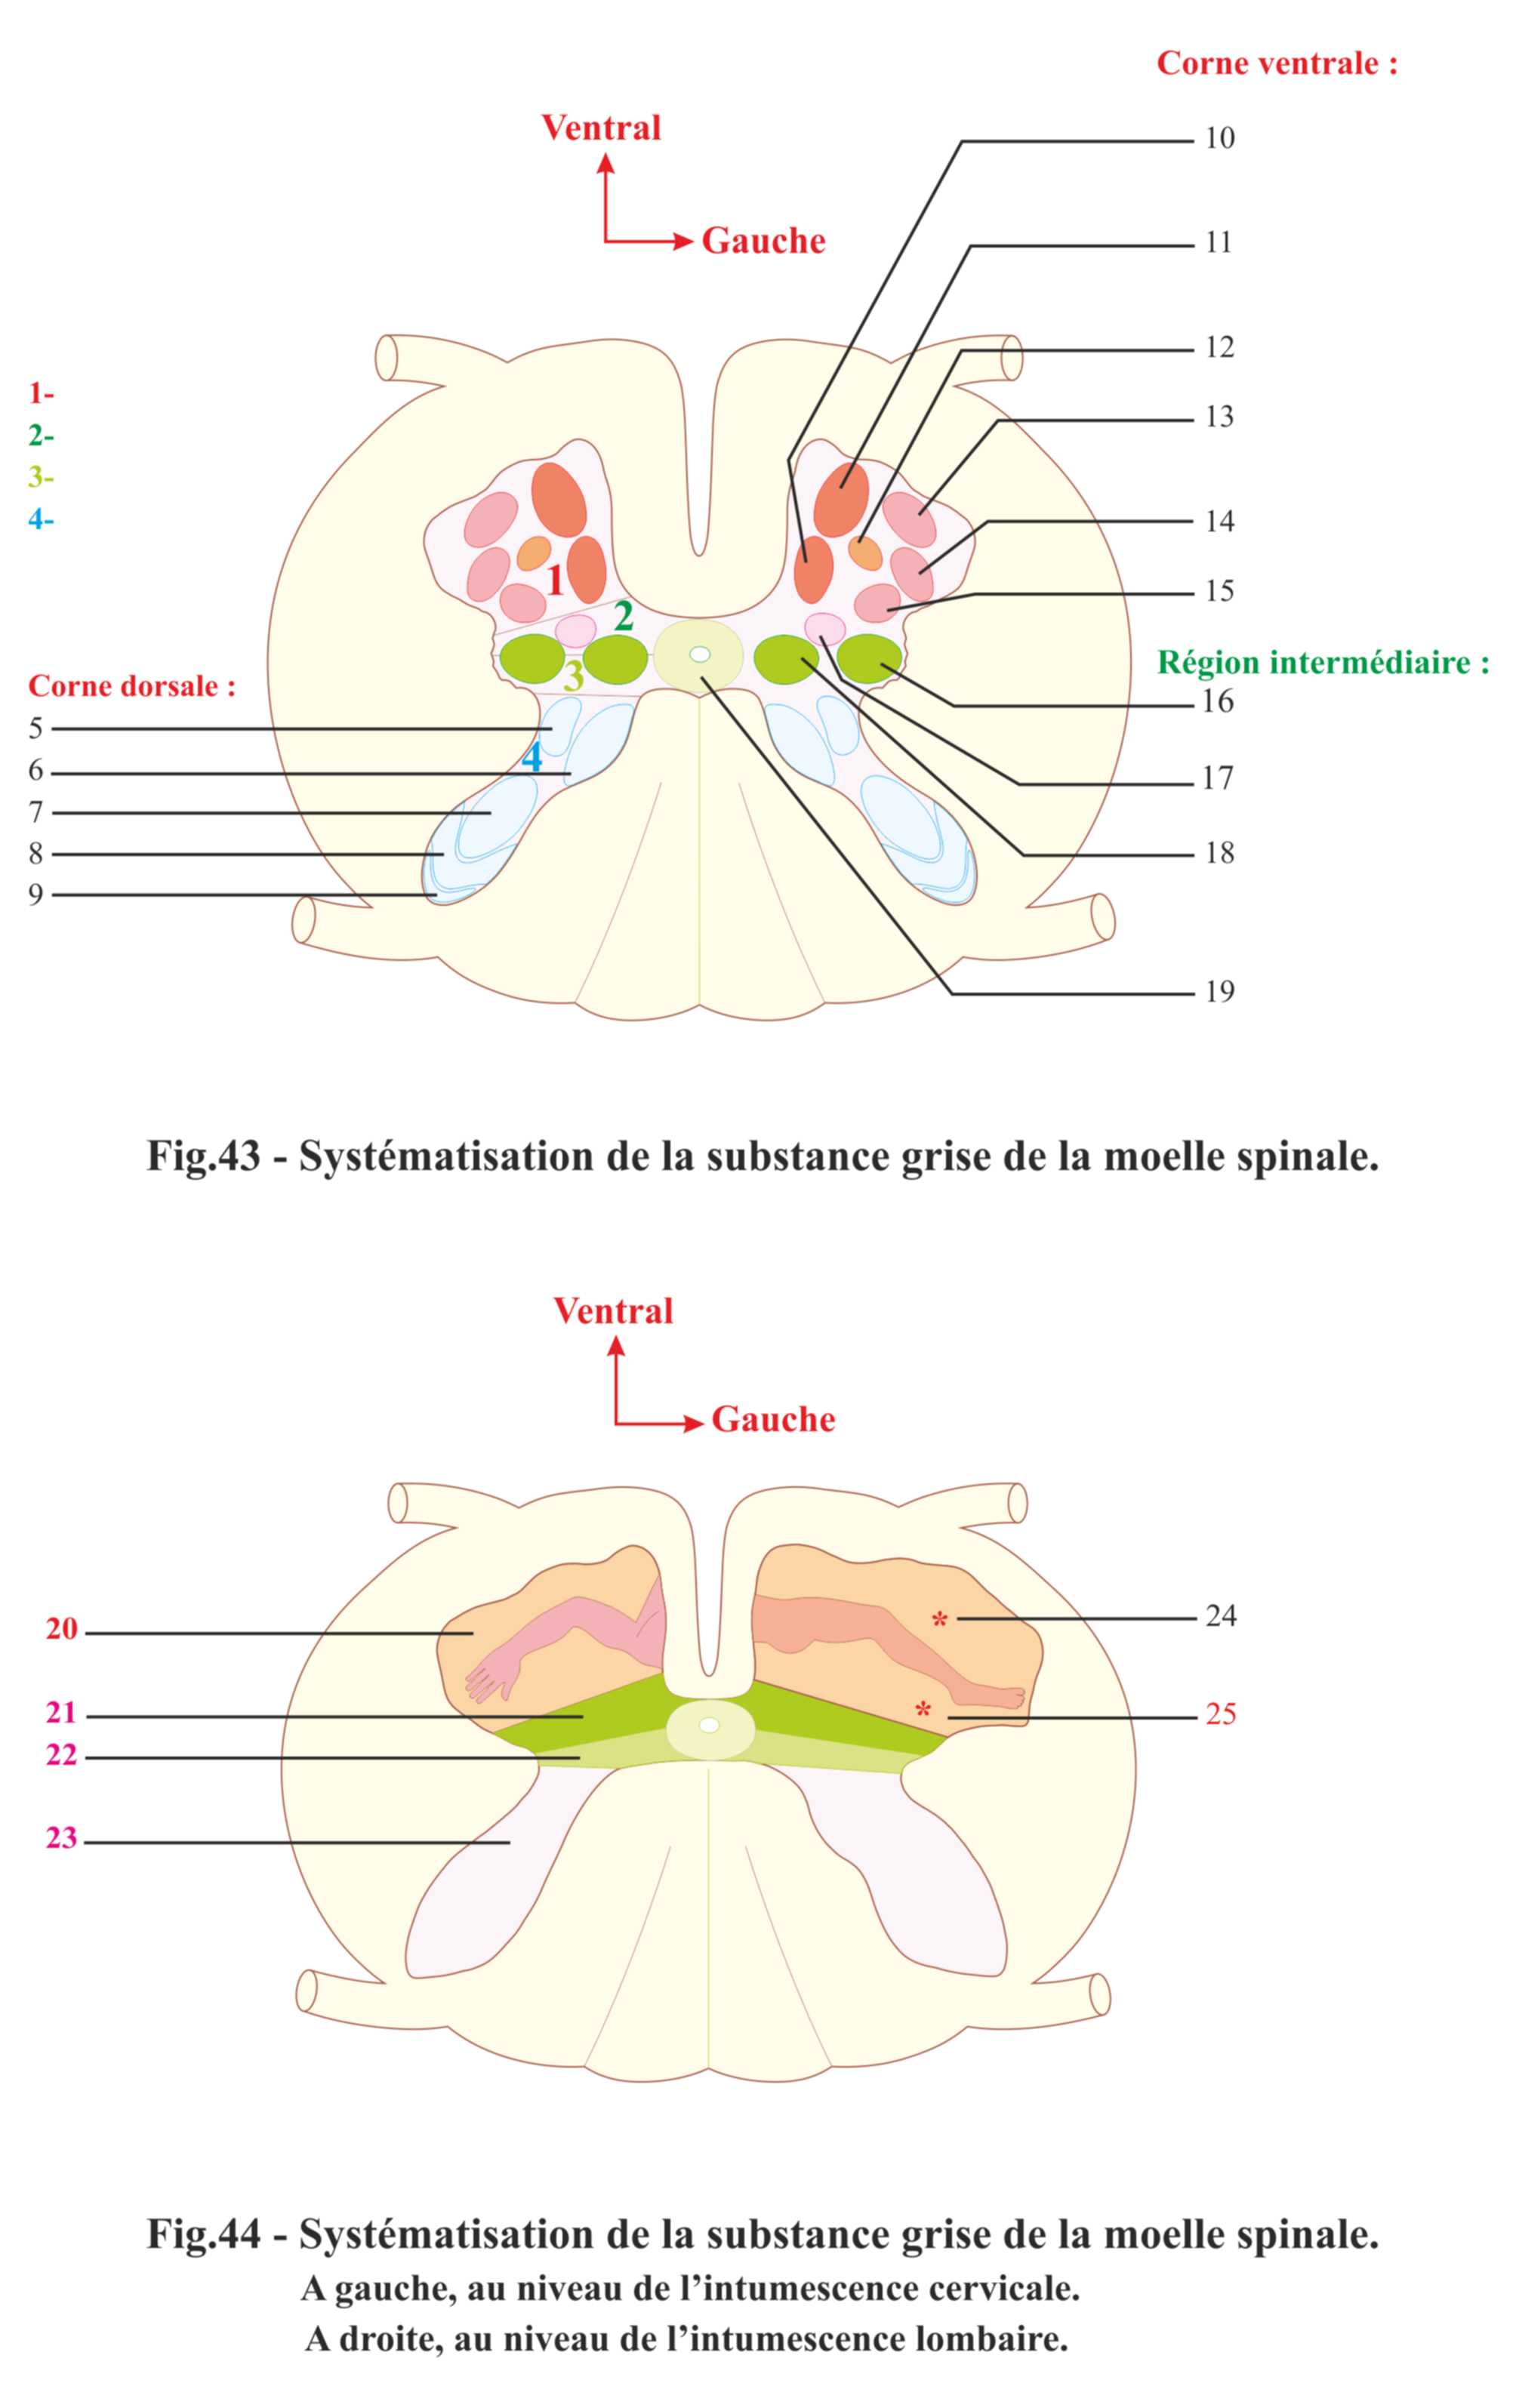 Corne ventrale :
Ventral
Gauche
10
11
12
13
14
15
1-
2-
3-
4-
1
2
3
4
Corne dorsale :
5
6
7
8
9
Région intermédiaire :
16
17
18
19
Fig.43 - Systématisation de la substance grise de la moelle spinale.
Ventral
Gauche
20
21
22
23
*
24
*
25
Fig.44 - Systématisation de la substance grise de la moelle spinale.
A gauche, au niveau de l’intumescence cervicale.
A droite, au niveau de l’intumescence lombaire.